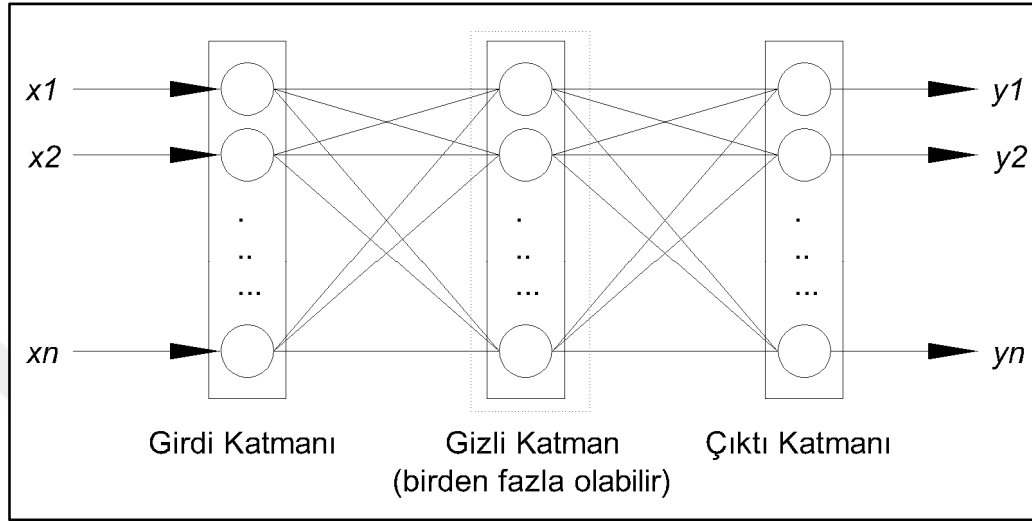 x1
y1
x2
y2
xn
yn
Girdi Katmanı
Gizli Katman
(birden fazla olabilir)
Çıktı Katmanı